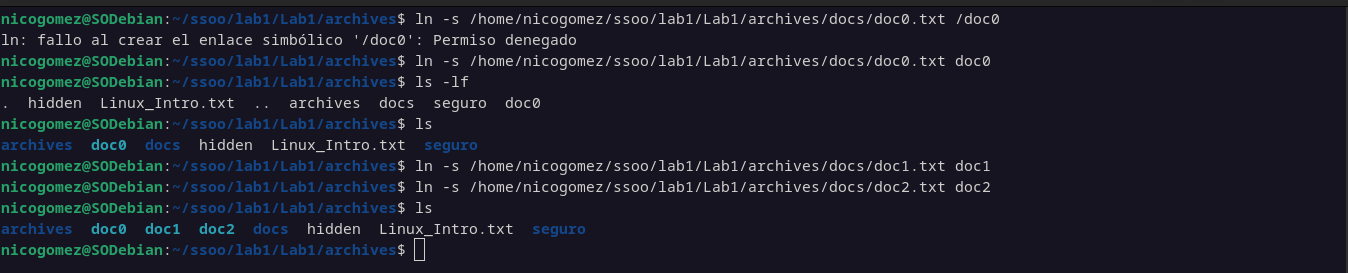 nicogomez@SODebian:~/ssoo/lab1/Lab1/archives$ ln -s /home/nicogomez/ssoo/lab1/Lab1/archives/docs/doc0.txt /doc0
ln: fallo al crear el enlace simbólico '/doc0': Permiso denegado
nicogomez@SODebian:~/ssoo/lab1/Lab1/archives$ ln -s /home/nicogomez/ssoo/lab1/Lab1/archives/docs/doc0.txt doc0
nicogomez@SODebian:~/ssoo/lab1/Lab1/archives$ ls -lf
.  hidden  Linux_Intro.txt  ..  archives  docs  seguro  doc0
nicogomez@SODebian:~/ssoo/lab1/Lab1/archives$ ls
archives  doc0  docs  hidden  Linux_Intro.txt  seguro
nicogomez@SODebian:~/ssoo/lab1/Lab1/archives$ ln -s /home/nicogomez/ssoo/lab1/Lab1/archives/docs/doc1.txt doc1
nicogomez@SODebian:~/ssoo/lab1/Lab1/archives$ ln -s /home/nicogomez/ssoo/lab1/Lab1/archives/docs/doc2.txt doc2
nicogomez@SODebian:~/ssoo/lab1/Lab1/archives$ ls
archives  doc0  doc1  doc2  docs  hidden  Linux_Intro.txt  seguro
nicogomez@SODebian:~/ssoo/lab1/Lab1/archives$